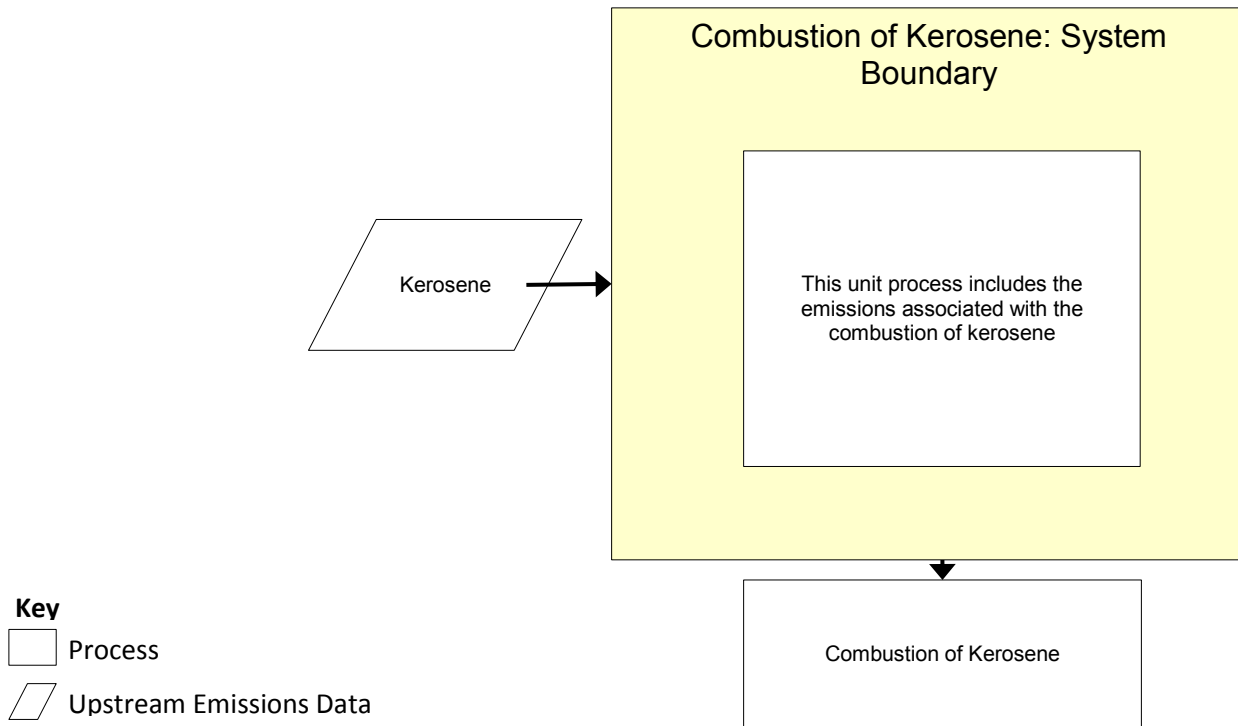 Combustion of Kerosene: System
Boundary
Kerosene
This unit process includes the
emissions associated with the
combustion of kerosene
Combustion of Kerosene
Key
Process
Upstream Emissions Data